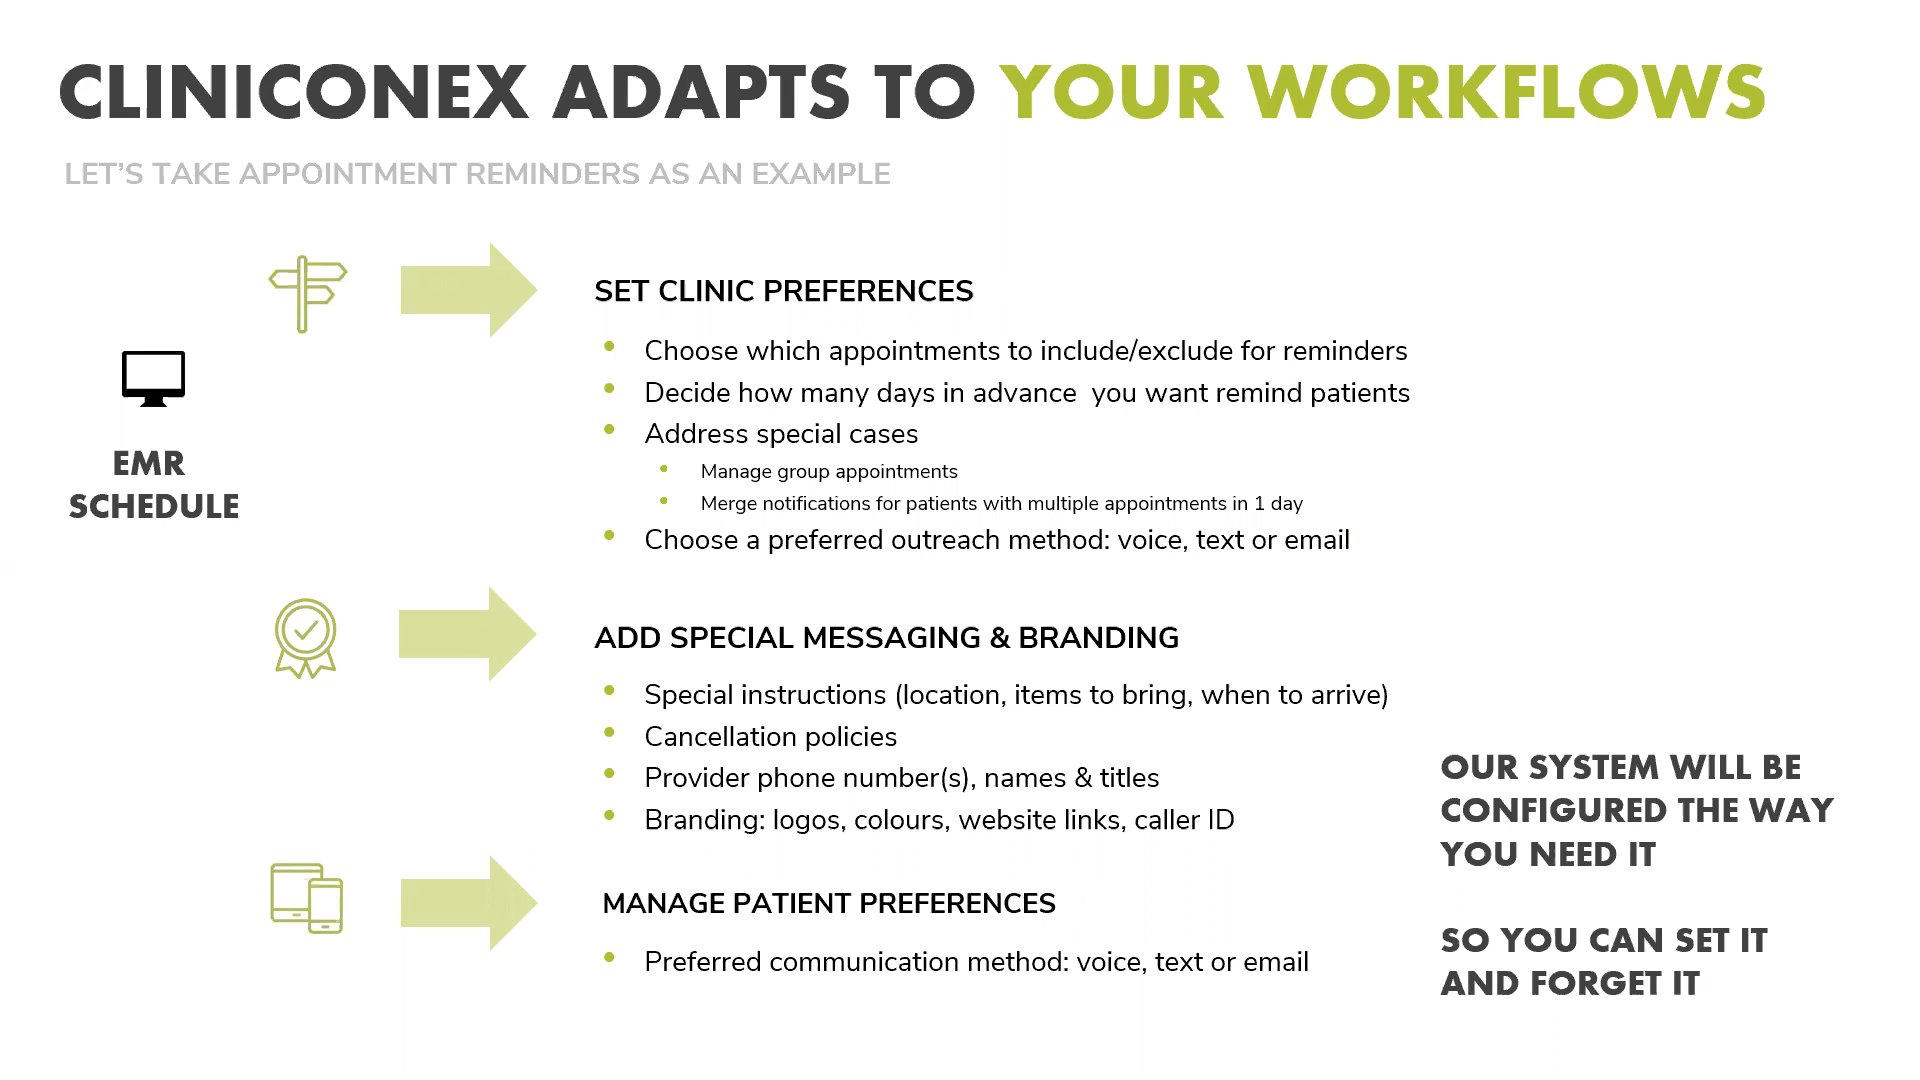 CLINICONEX ADAPTS TO YOUR WORKFLOWS
LET’S TAKE APPOINTMENT REMINDERS AS AN EXAMPLE
EMR
SCHEDULE
SET CLINIC PREFERENCES
• Choose which appointments to include/exclude for reminders
• Decide how many days in advance  you want remind patients
• Address special cases
• Manage group appointments
• Merge notifications for patients with multiple appointments in 1 day
• Choose a preferred outreach method: voice, text or email
ADD SPECIAL MESSAGING & BRANDING
• Special instructions (location, items to bring, when to arrive)
• Cancellation policies
• Provider phone number(s), names & titles
• Branding: logos, colours, website links, caller ID
MANAGE PATIENT PREFERENCES
• Preferred communication method: voice, text or email
OUR SYSTEM WILL BE
CONFIGURED THE WAY
YOU NEED IT
SO YOU CAN SET IT
AND FORGET IT